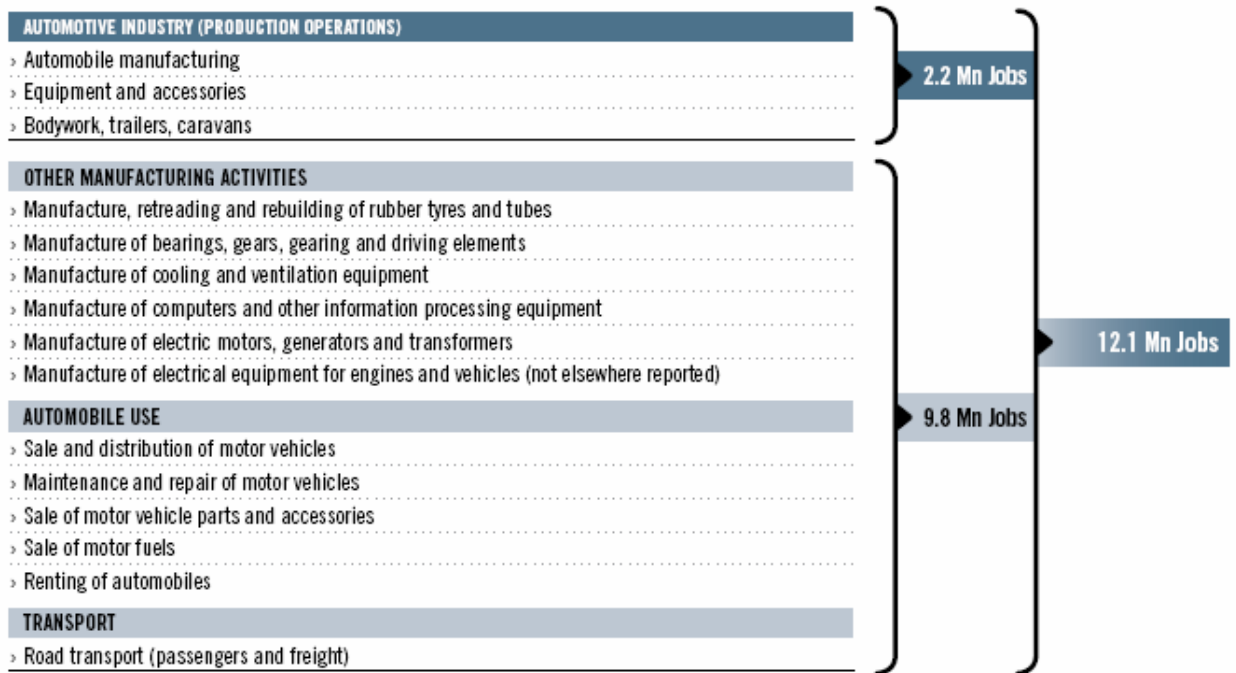 AUTOMOTIVE INDUSTRY (PRODUCTION OPERATIONS)
› Automobile manufacturing
› Equipment and accessories
› Bodywork, trailers, caravans
2.2 Mn Jobs
OTHER MANUFACTURING ACTIVITIES
› Manufacture, retreading and rebuilding of rubber tyres and tubes
› Manufacture of bearings, gears, gearing and driving elements
› Manufacture of cooling and ventilation equipment
› Manufacture of computers and other information processing equipment
› Manufacture of electric motors, generators and transformers
› Manufacture of electrical equipment for engines and vehicles (not elsewhere reported)
AUTOMOBILE USE
› Sale and distribution of motor vehicles
› Maintenance and repair of motor vehicles
› Sale of motor vehicle parts and accessories
› Sale of motor fuels
› Renting of automobiles
TRANSPORT
› Road transport (passengers and freight)
9.8 Mn Jobs
12.1 Mn Jobs